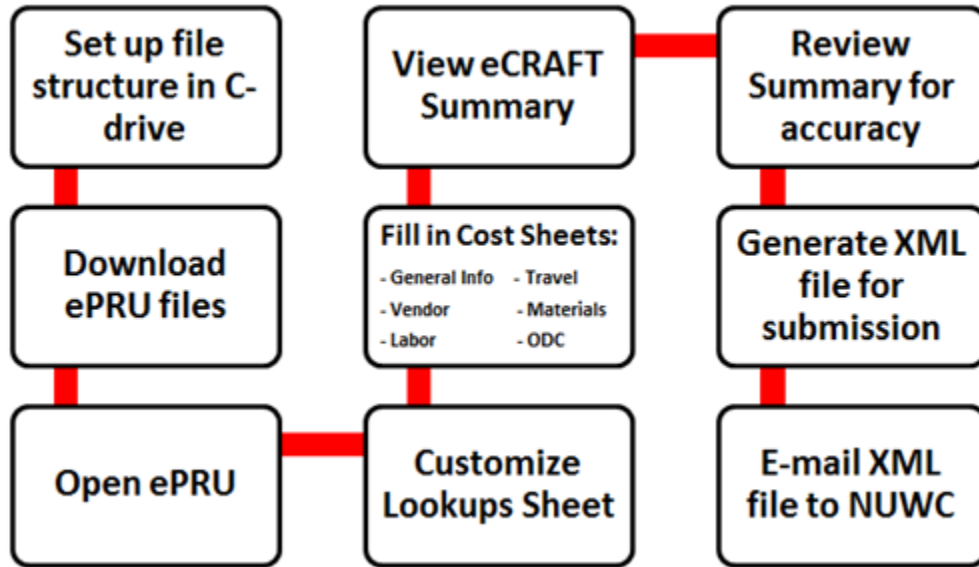 Set up file
structure in C-
drive
Download
ePRU files
Open ePRU
Customize
Lookups Sheet
Fill in Cost Sheets:
- General Info - Travel
- Vendor - Materials
- Labor - ODC
View eCRAFT
Summary
Review
Summary for
accuracy
Generate XML
file for
submission
E-mail XML
file to NUWC